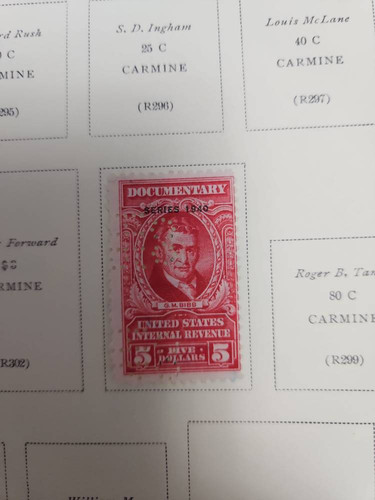 rd Rush
0 C
RMINE
295)
S. D. Ingham
25 C
CARMINE
(R296)
Louis McLane
40 C
CARMINE
(R297)
Forward
RMINE
R302)
DOCUMENTARY
SERIES 1940
G.M. BIBB
UNITED STATES
INTERNAL REVENUE
5 FIVE DOLLARS 5
Roger B. Tan
80 C
CARMINE
(R299)
William M